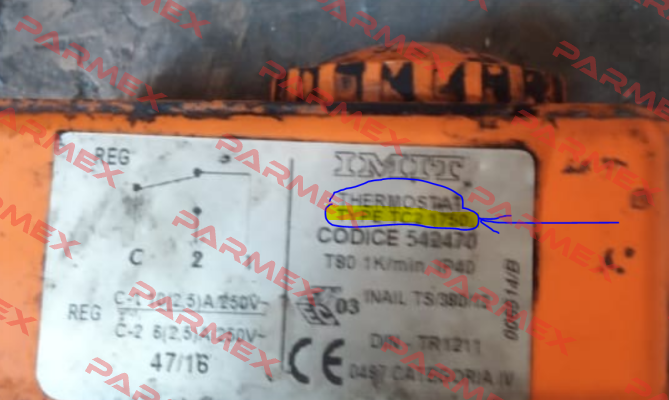 REG
C 2 1
REG
C-1 10(2,5)A/250V~
C-2 6(2,5)A/250V~
47/16
IMIT
THERMOSTAT
TYPE TC2 1750
CODICE 542470
T80 1K/min. IP40
03 INAIL TS/380/12
DIN - TR1211
CE 0497 CATEGORIA IV
PARMEX